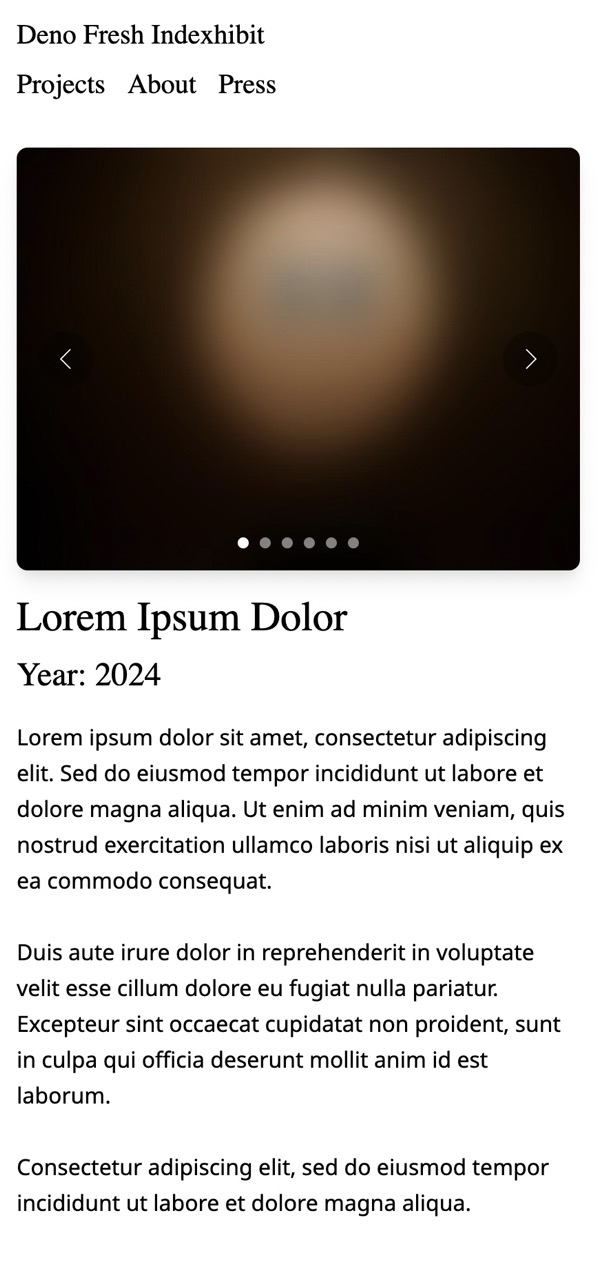 Deno Fresh Indexhibit
Projects About Press
Lorem Ipsum Dolor
Year: 2024
Lorem ipsum dolor sit amet, consectetur adipiscing
elit. Sed do eiusmod tempor incididunt ut labore et
dolore magna aliqua. Ut enim ad minim veniam, quis
nostrud exercitation ullamco laboris nisi ut aliquip ex
ea commodo consequat.
Duis aute irure dolor in reprehenderit in voluptate
velit esse cillum dolore eu fugiat nulla pariatur.
Excepteur sint occaecat cupidatat non proident, sunt
in culpa qui officia deserunt mollit anim id est
laborum.
Consectetur adipiscing elit, sed do eiusmod tempor
incididunt ut labore et dolore magna aliqua.